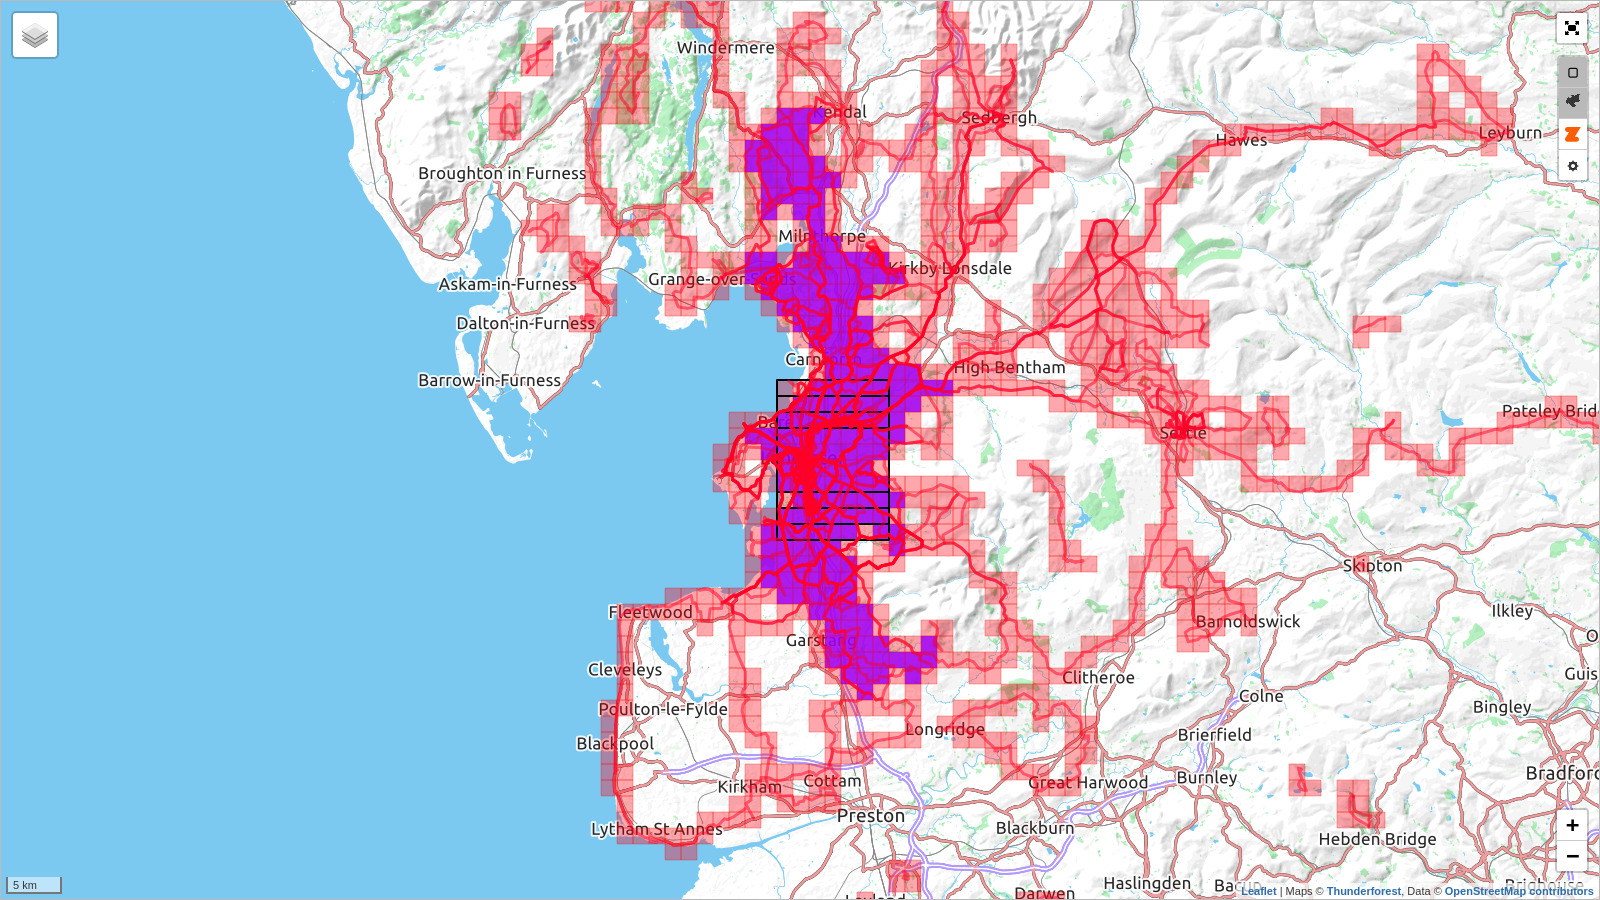 Windermere
Kendal
Sedbergh
Hawes
Leyburn
Broughton in Furness
Milnthorpe
Kirkby Lonsdale
Grange-over-Sands
Askam-in-Furness
Dalton-in-Furness
Carnforth
High Bentham
Barrow-in-Furness
Pateley Brid
Settle
Skipton
Fleetwood
Ilkley
Barnoldswick
Garstang
Cleveleys
Clitheroe
Guis
Colne
Poulton-le-Fylde
Bingley
Longridge
Brierfield
Blackpool
Bradford
Burnley
Great Harwood
Cottam
Kirkham
Preston
Lytham St Annes
Blackburn
Hebden Bridge
Haslingden
Darwen
Brighouse
+
−
5 km
Leaflet | Maps © Thunderforest, Data © OpenStreetMap contributors